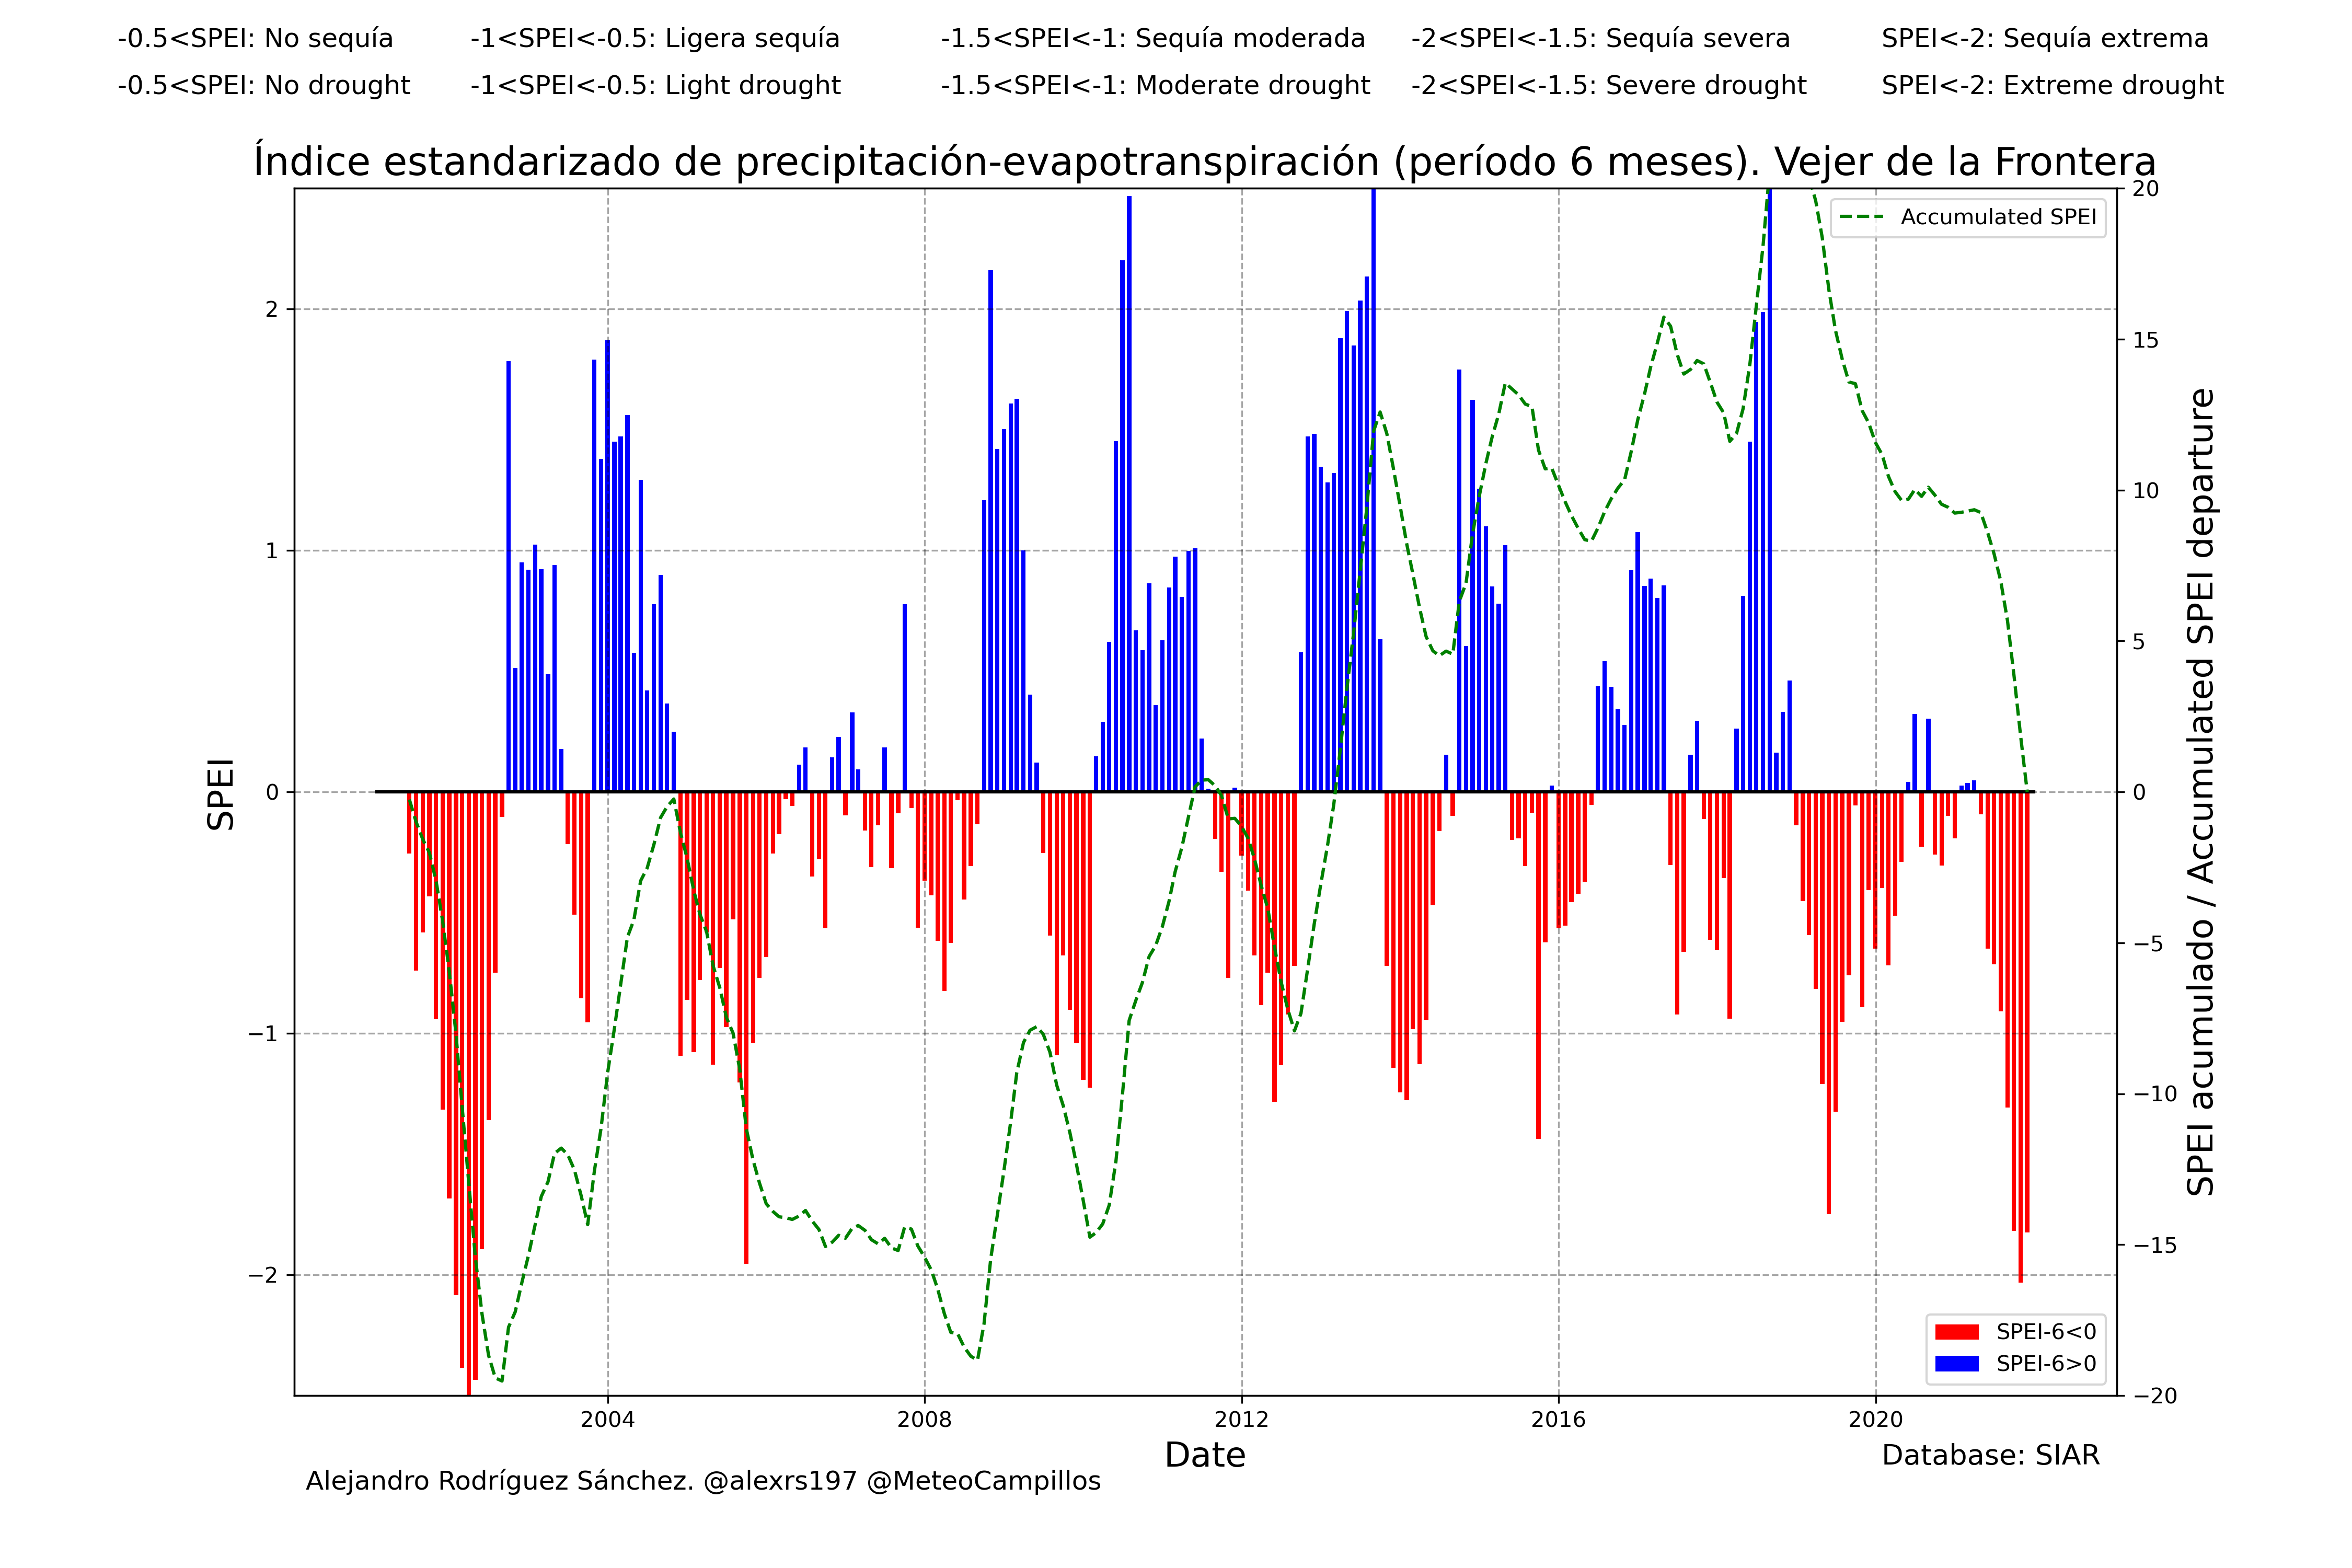 -0.5<SPEI: No sequía -1<SPEI<-0.5: Ligera sequía -1.5<SPEI<-1: Sequía moderada -2<SPEI<-1.5: Sequía severa SPEI<-2: Sequía extrema
-0.5<SPEI: No drought -1<SPEI<-0.5: Light drought -1.5<SPEI<-1: Moderate drought -2<SPEI<-1.5: Severe drought SPEI<-2: Extreme drought
Índice estandarizado de precipitación-evapotranspiración (período 6 meses). Vejer de la Frontera
Accumulated SPEI
SPEI
2
1
0
−1
−2
20
15
10
5
0
−5
−10
−15
−20
SPEI acumulado / Accumulated SPEI departure
SPEI-6<0
SPEI-6>0
2004 2008 2012 2016 2020
Date
Database: SIAR
Alejandro Rodríguez Sánchez. @alexrs197 @MeteoCampillos